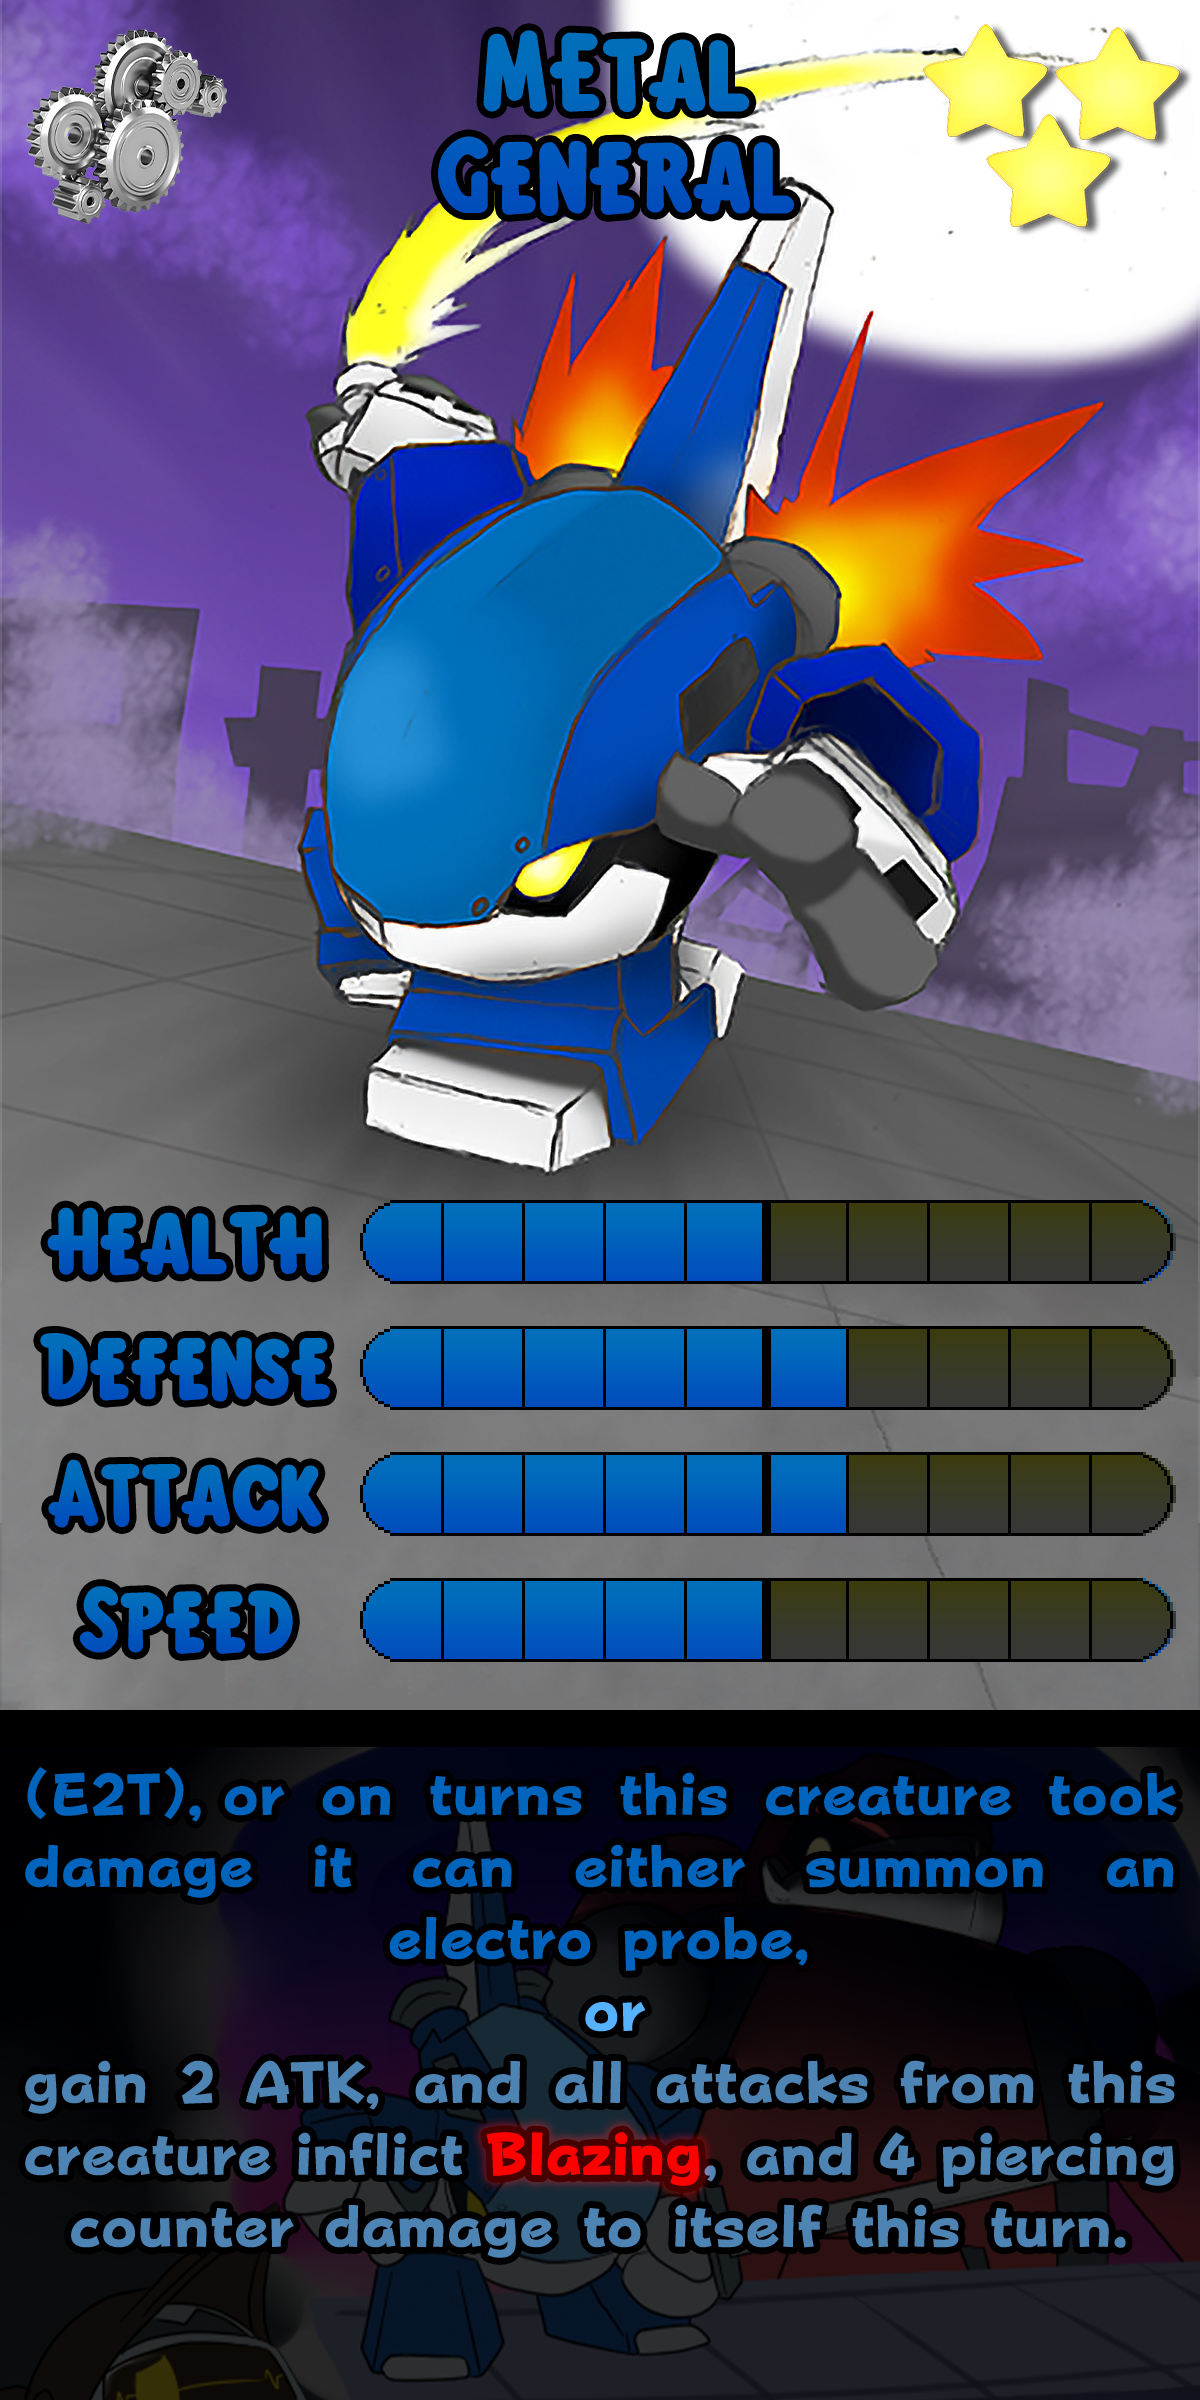 METAL
GENERAL
HEALTH
DEFENSE
ATTACK
SPEED
(E2T), or on turns this creature took
damage it can either summon an
electro probe,
or
gain 2 ATK, and all attacks from this
creature inflict Blazing, and 4 piercing
counter damage to itself this turn.